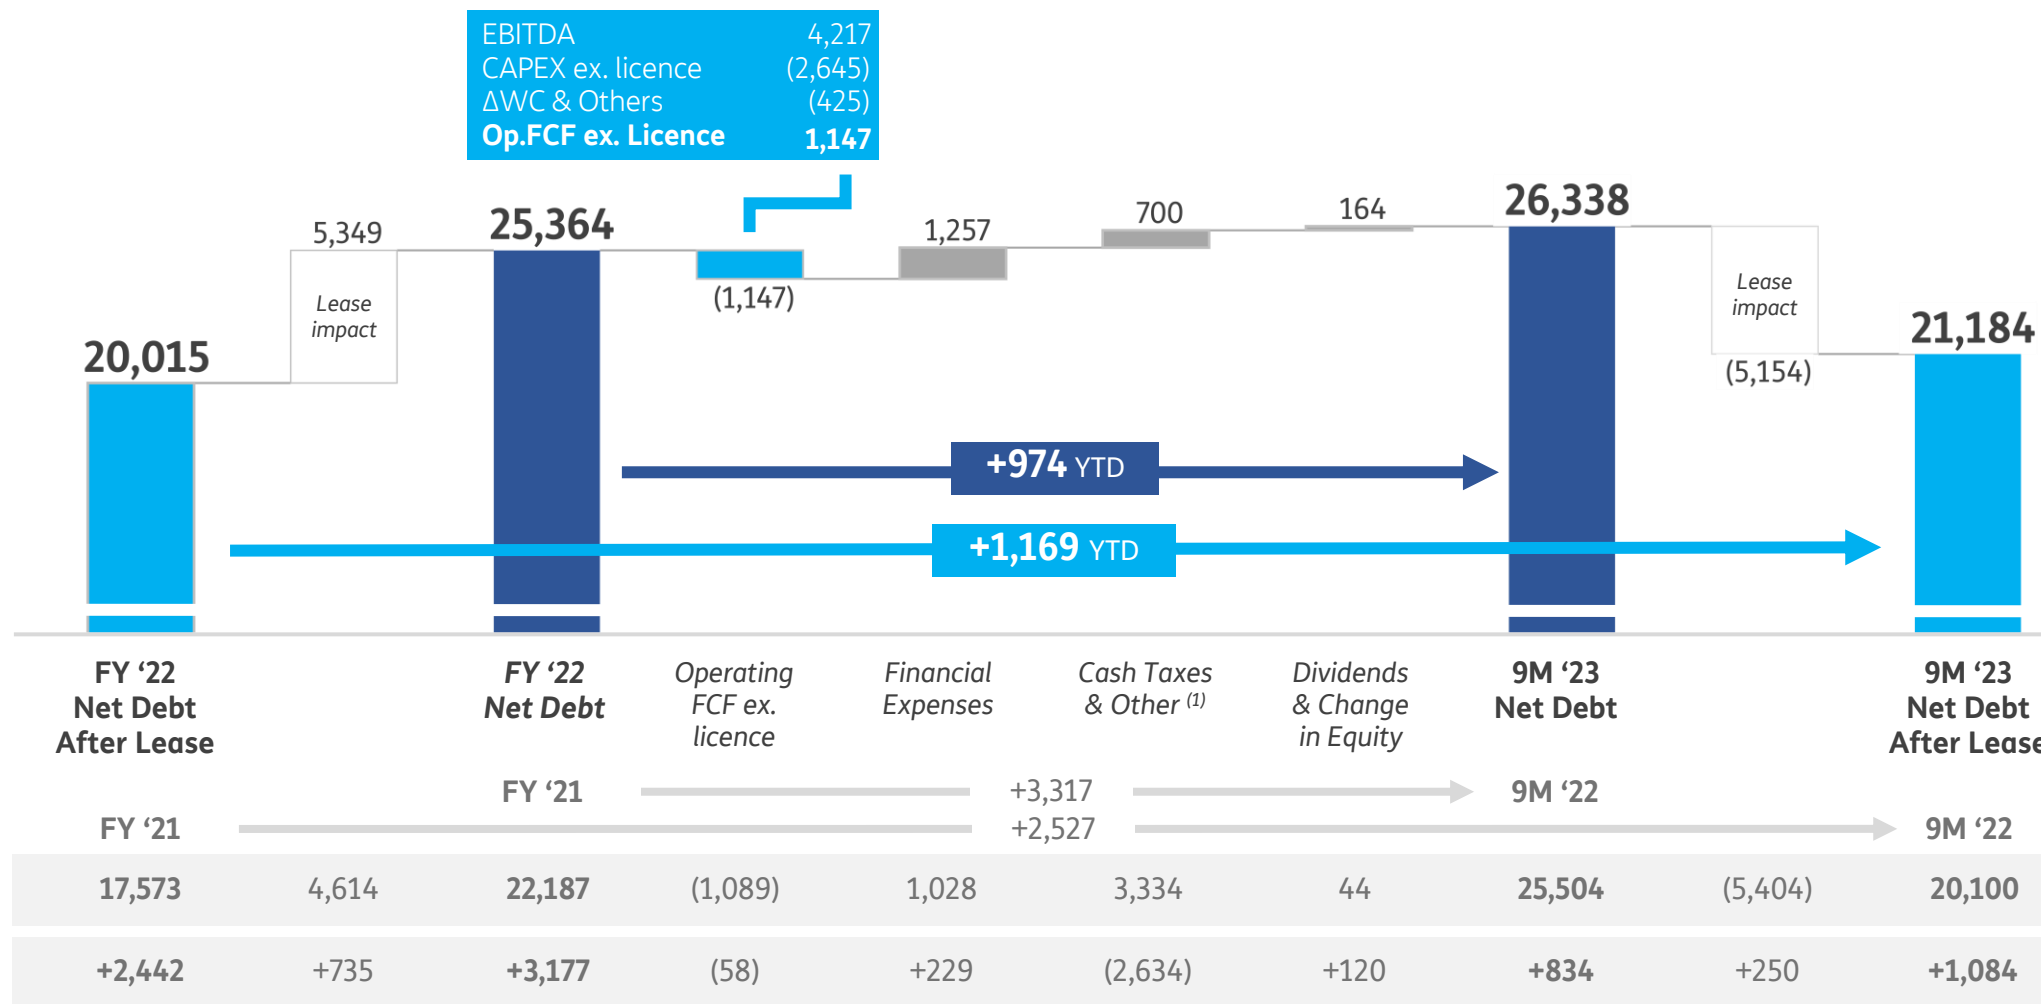 EBITDA 4,217
CAPEX ex. licence (2,645)
ΔWC & Others (425)
Op.FCF ex. Licence 1,147
20,015
5,349
Lease
impact
25,364
(1,147)
1,257
700
164
26,338
Lease
impact
(5,154)
21,184
+974 YTD
+1,169 YTD
FY ‘22
Net Debt
After Lease
FY ‘22
Net Debt
Operating
FCF ex.
licence
Financial
Expenses
Cash Taxes
& Other (1)
Dividends
& Change
in Equity
9M ‘23
Net Debt
9M ‘23
Net Debt
After Lease
FY ‘21 +3,317 9M ‘22
FY ‘21 +2,527 9M ‘22
17,573 4,614 22,187 (1,089) 1,028 3,334 44 25,504 (5,404) 20,100
+2,442 +735 +3,177 (58) +229 (2,634) +120 +834 +250 +1,084